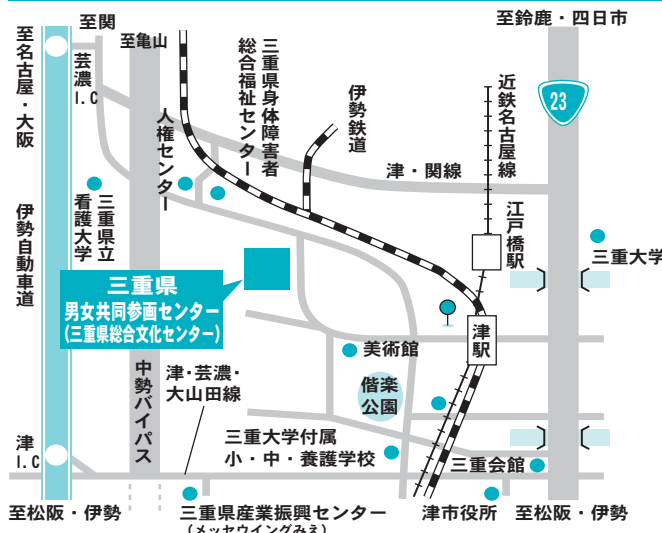 至関
至鈴鹿・四日市
至亀山
至名古屋・大阪
芸濃
I.C
三重県身体障害者
総合福祉センター
人権センター
伊勢鉄道
近鉄名古屋線
23
津・関線
三重県立
看護大学
江戸橋駅
三重大学
伊勢自動車道
三重県
男女共同参画センター
(三重県総合文化センター)
津駅
美術館
中勢バイパス
津・芸濃・
大山田線
偕楽
公園
三重大学付属
小・中・養護学校
津
I.C
三重会館
至松阪・伊勢
三重県産業振興センター
(メッセウイングみえ)
津市役所
至松阪・伊勢